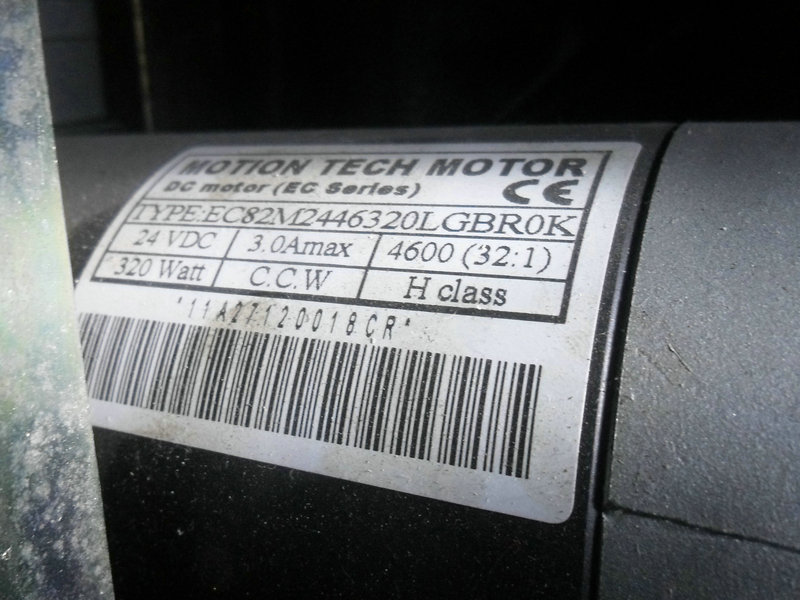 MOTION TECH MOTOR
DC motor (EC Series) CE
TYPE:EC82M2446320LGBR0K
24 VDC 3.0Amax 4600 (32:1)
320 Watt C.C.W H class
*11A27120018CR*